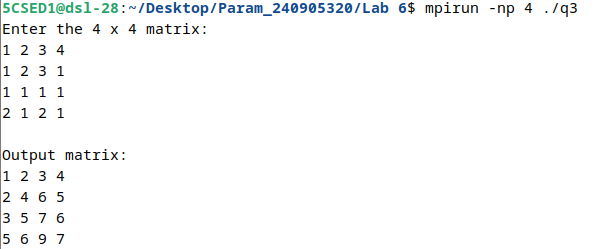 5CSED1@dsl-28:~/Desktop/Param_240905320/Lab 6$ mpirun -np 4 ./q3
Enter the 4 x 4 matrix:
1 2 3 4
1 2 3 1
1 1 1 1
2 1 2 1

Output matrix:
1 2 3 4
2 4 6 5
3 5 7 6
5 6 9 7